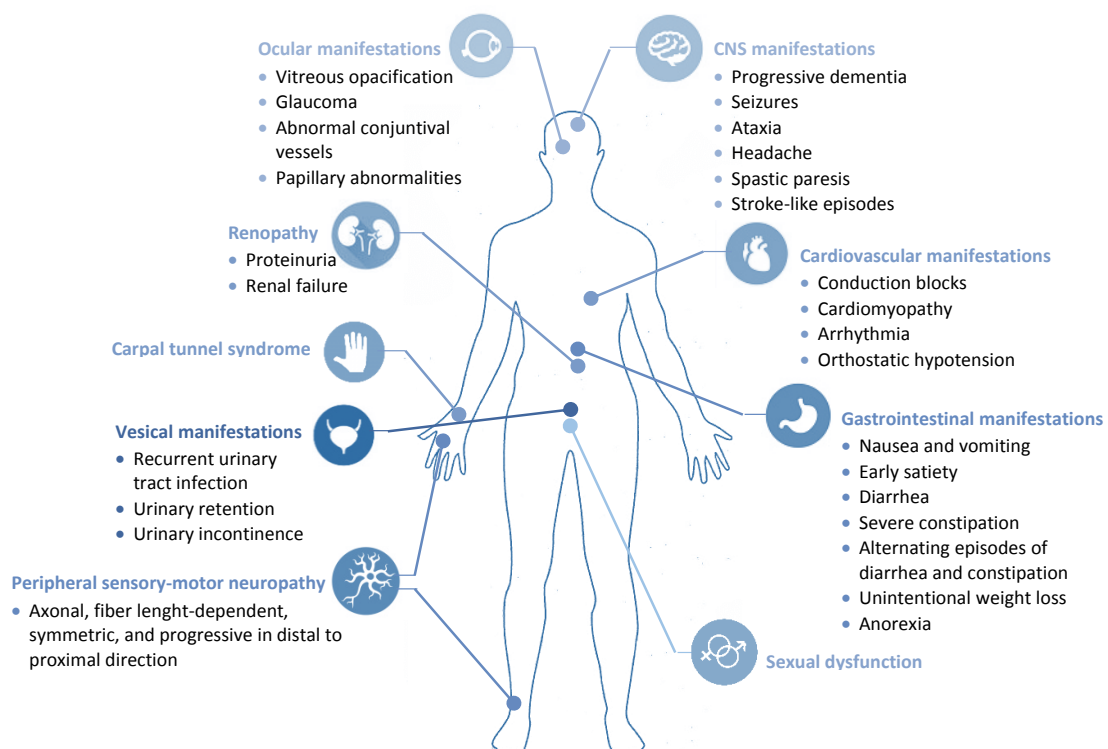 Ocular manifestations
Vitreous opacification
Glaucoma
Abnormal conjuntival
vessels
Papillary abnormalities
CNS manifestations
Progressive dementia
Seizures
Ataxia
Headache
Spastic paresis
Stroke-like episodes
Renopathy
Proteinuria
Renal failure
Cardiovascular manifestations
Conduction blocks
Cardiomyopathy
Arrhythmia
Orthostatic hypotension
Carpal tunnel syndrome
Vesical manifestations
Recurrent urinary
tract infection
Urinary retention
Urinary incontinence
Gastrointestinal manifestations
Nausea and vomiting
Early satiety
Diarrhea
Severe constipation
Alternating episodes of
diarrhea and constipation
Unintentional weight loss
Anorexia
Peripheral sensory-motor neuropathy
Axonal, fiber lenght-dependent,
symmetric, and progressive in distal to
proximal direction
Sexual dysfunction